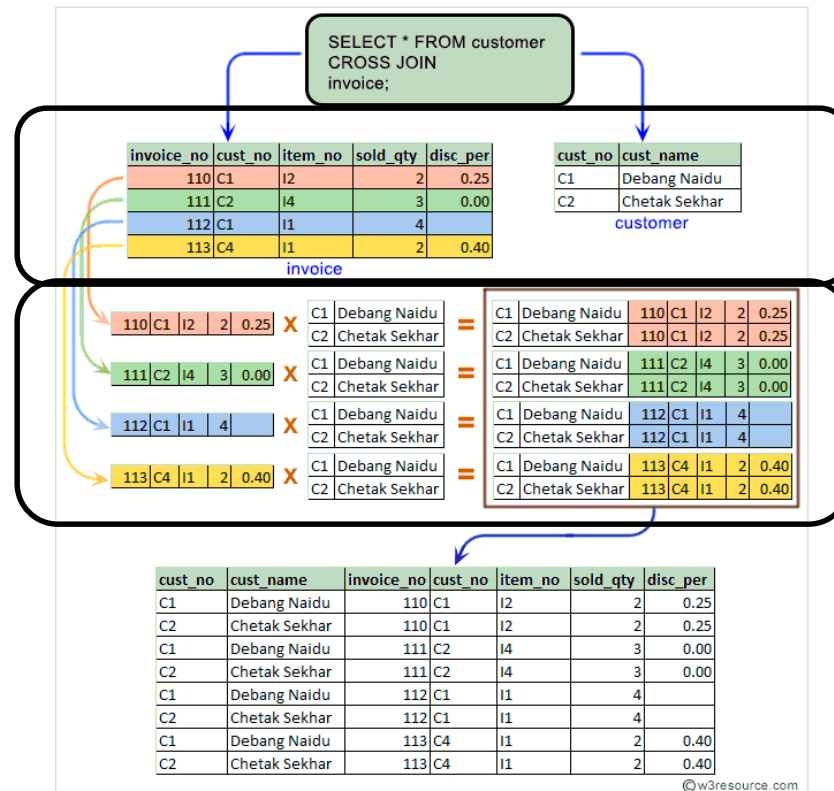 SELECT * FROM customer
CROSS JOIN
invoice;
invoice_no cust_no item_no sold_qty disc_per
110 C1 I2 2 0.25
111 C2 I4 3 0.00
112 C1 I1 4
113 C4 I1 2 0.40
invoice
cust_no cust_name
C1 Debang Naidu
C2 Chetak Sekhar
customer
110 C1 I2 2 0.25 X C1 Debang Naidu = C1 Debang Naidu 110 C1 I2 2 0.25
C2 Chetak Sekhar C2 Chetak Sekhar 110 C1 I2 2 0.25
111 C2 I4 3 0.00 X C1 Debang Naidu = C1 Debang Naidu 111 C2 I4 3 0.00
C2 Chetak Sekhar C2 Chetak Sekhar 111 C2 I4 3 0.00
112 C1 I1 4 X C1 Debang Naidu = C1 Debang Naidu 112 C1 I1 4
C2 Chetak Sekhar C2 Chetak Sekhar 112 C1 I1 4
113 C4 I1 2 0.40 X C1 Debang Naidu = C1 Debang Naidu 113 C4 I1 2 0.40
C2 Chetak Sekhar C2 Chetak Sekhar 113 C4 I1 2 0.40
cust_no cust_name invoice_no cust_no item_no sold_qty disc_per
C1 Debang Naidu 110 C1 I2 2 0.25
C2 Chetak Sekhar 110 C1 I2 2 0.25
C1 Debang Naidu 111 C2 I4 3 0.00
C2 Chetak Sekhar 111 C2 I4 3 0.00
C1 Debang Naidu 112 C1 I1 4
C2 Chetak Sekhar 112 C1 I1 4
C1 Debang Naidu 113 C4 I1 2 0.40
C2 Chetak Sekhar 113 C4 I1 2 0.40
© w3resource.com